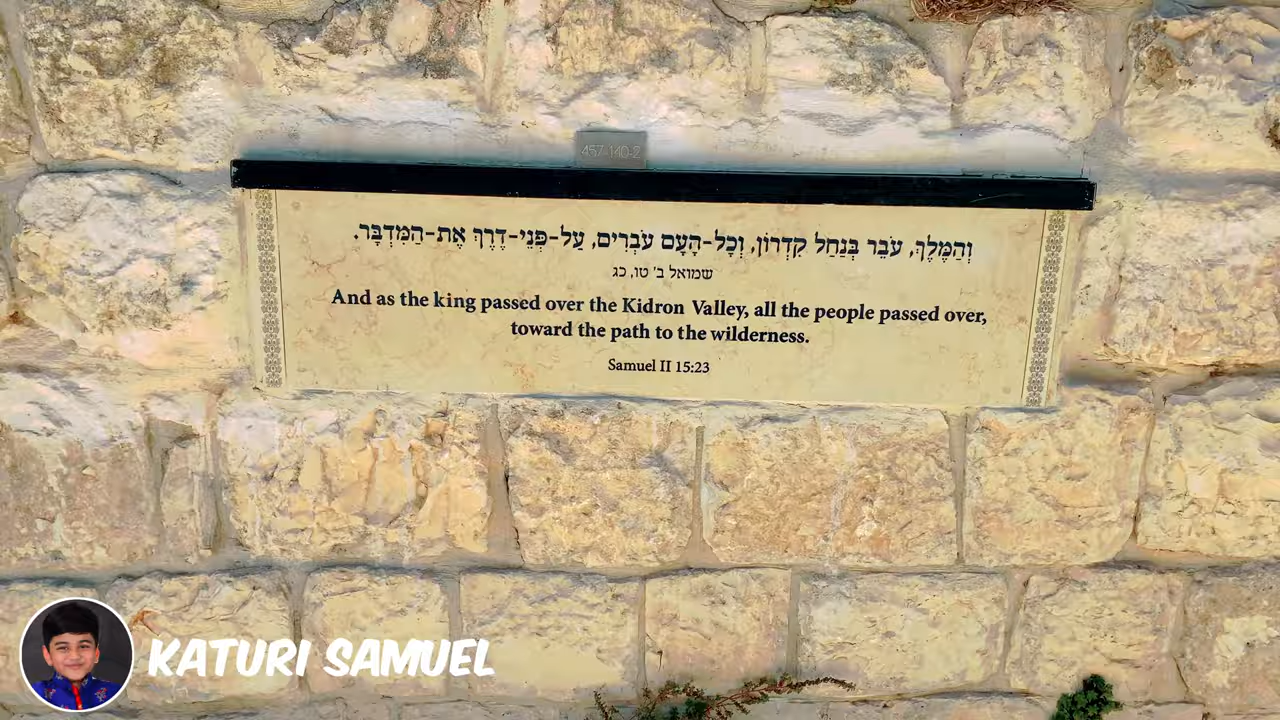 457-140-2
וְהַמֶּלֶךְ, עֹבֵר בְּנַחַל קִדְרוֹן, וְכָל-הָעָם עֹבְרִים, עַל-פְּנֵי-דֶרֶךְ אֶת-הַמִּדְבָּר.
שמואל ב' טו, כג
And as the king passed over the Kidron Valley, all the people passed over,
toward the path to the wilderness.
Samuel II 15:23
KATURI SAMUEL